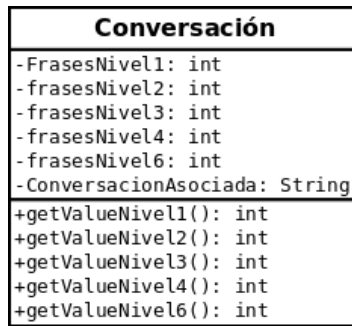 Conversación
-FrasesNivel1: int
-frasesNivel2: int
-frasesNivel3: int
-frasesNivel4: int
-frasesNivel6: int
-ConversacionAsociada: String
+getValueNivel1(): int
+getValueNivel2(): int
+getValueNivel3(): int
+getValueNivel4(): int
+getValueNivel6(): int